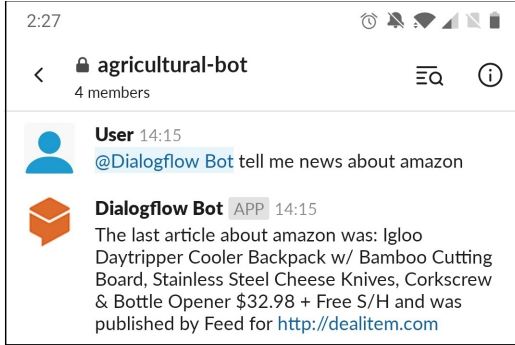 2:27
agricultural-bot
4 members
User 14:15
@Dialogflow Bot tell me news about amazon
Dialogflow Bot APP 14:15
The last article about amazon was: Igloo
Daytripper Cooler Backpack w/ Bamboo Cutting
Board, Stainless Steel Cheese Knives, Corkscrew
& Bottle Opener $32.98 + Free S/H and was
published by Feed for http://dealitem.com